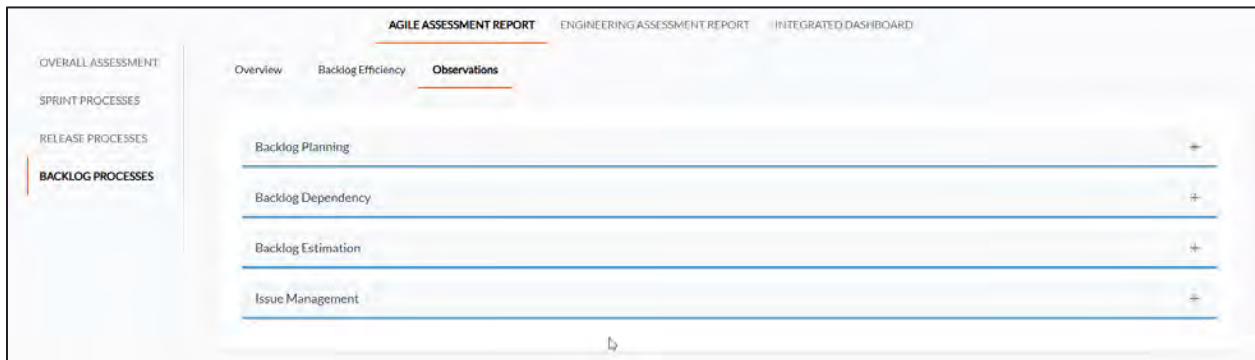 AGILE ASSESSMENT REPORT ENGINEERING ASSESSMENT REPORT INTEGRATED DASHBOARD
OVERALL ASSESSMENT
SPRINT PROCESSES
RELEASE PROCESSES
BACKLOG PROCESSES
Overview Backlog Efficiency Observations
Backlog Planning +
Backlog Dependency +
Backlog Estimation +
Issue Management +